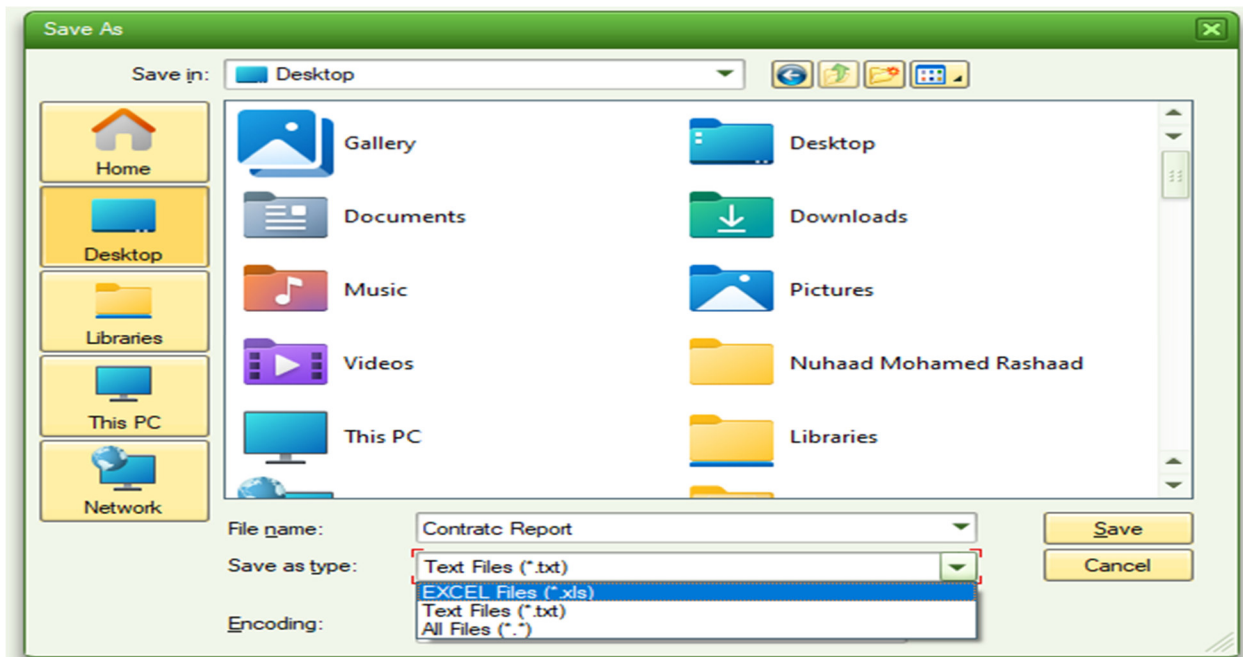 Save As
Save in:
Desktop
Home
Desktop
Libraries
This PC
Network
Gallery
Desktop
Documents
Downloads
Music
Pictures
Videos
Nuhaad Mohamed Rashaad
This PC
Libraries
File name:
Contratc Report
Save
Save as type:
Text Files (*.txt)
Cancel
EXCEL Files (*.xls)
Text Files (*.txt)
All Files (*.*)
Encoding: